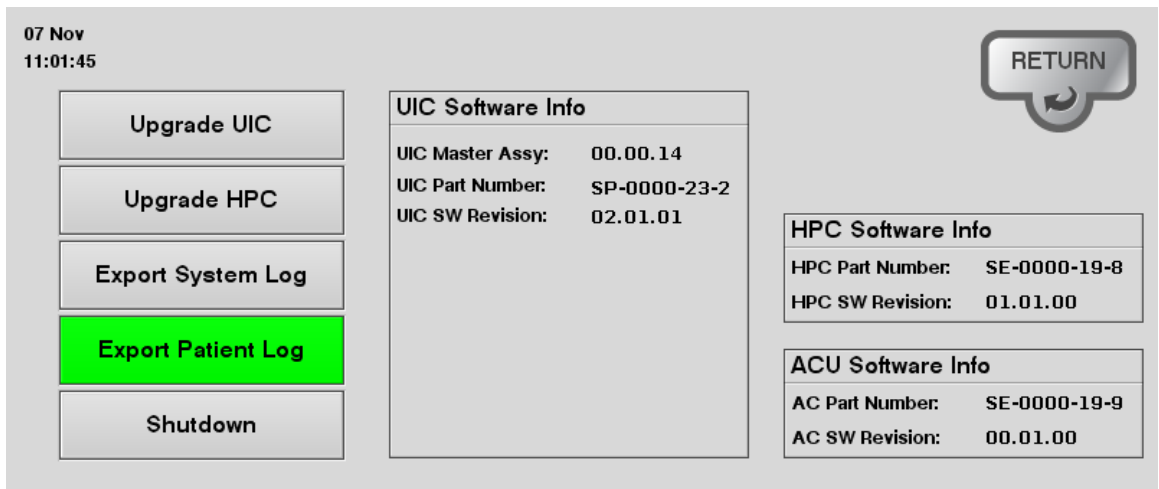 07 Nov
11:01:45
RETURN
Upgrade UIC
Upgrade HPC
Export System Log
Export Patient Log
Shutdown
UIC Software Info
UIC Master Assy: 00.00.14
UIC Part Number: SP-0000-23-2
UIC SW Revision: 02.01.01
HPC Software Info
HPC Part Number: SE-0000-19-8
HPC SW Revision: 01.01.00
ACU Software Info
AC Part Number: SE-0000-19-9
AC SW Revision: 00.01.00